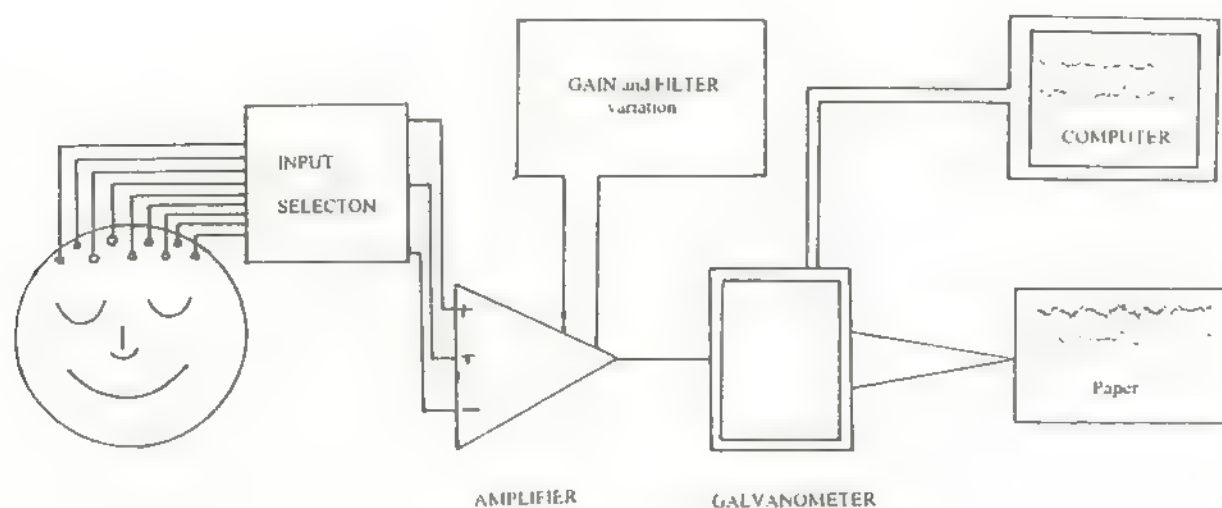 GAIN and FILTER
variation
COMPUTER
INPUT
SELECTON
+
+
−
Paper
AMPLIFIER
GALVANOMETER